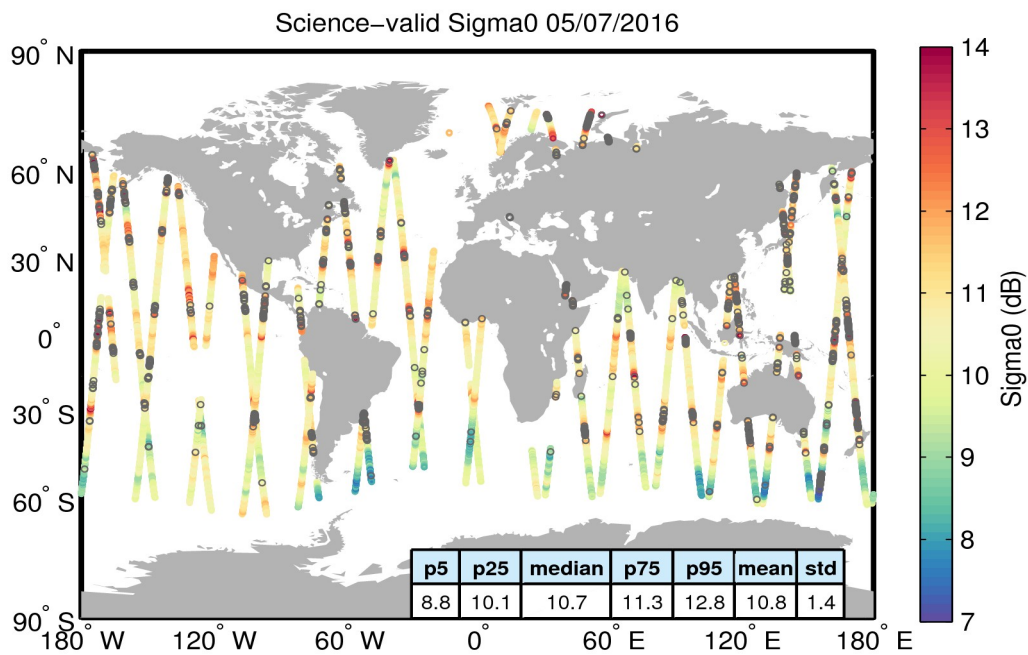 Science−valid Sigma0 05/07/2016
90° N
60° N
30° N
0°
30° S
60° S
90° S
180° W
120° W
60° W
0°
60° E
120° E
180° E
p5 p25 median p75 p95 mean std
8.8 10.1 10.7 11.3 12.8 10.8 1.4
14
13
12
11
10
9
8
7
Sigma0 (dB)